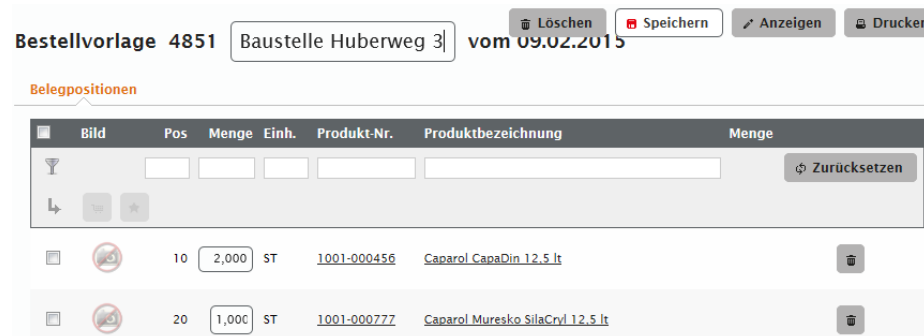 Löschen Speichern Anzeigen Drucken
Bestellvorlage 4851 Baustelle Huberweg 3 vom 09.02.2015
Belegpositionen
Bild Pos Menge Einh. Produkt-Nr. Produktbezeichnung Menge
Zurücksetzen
10 2,000 ST 1001-000456 Caparol CapaDin 12,5 lt
20 1,000 ST 1001-000777 Caparol Muresko SilaCryl 12,5 lt